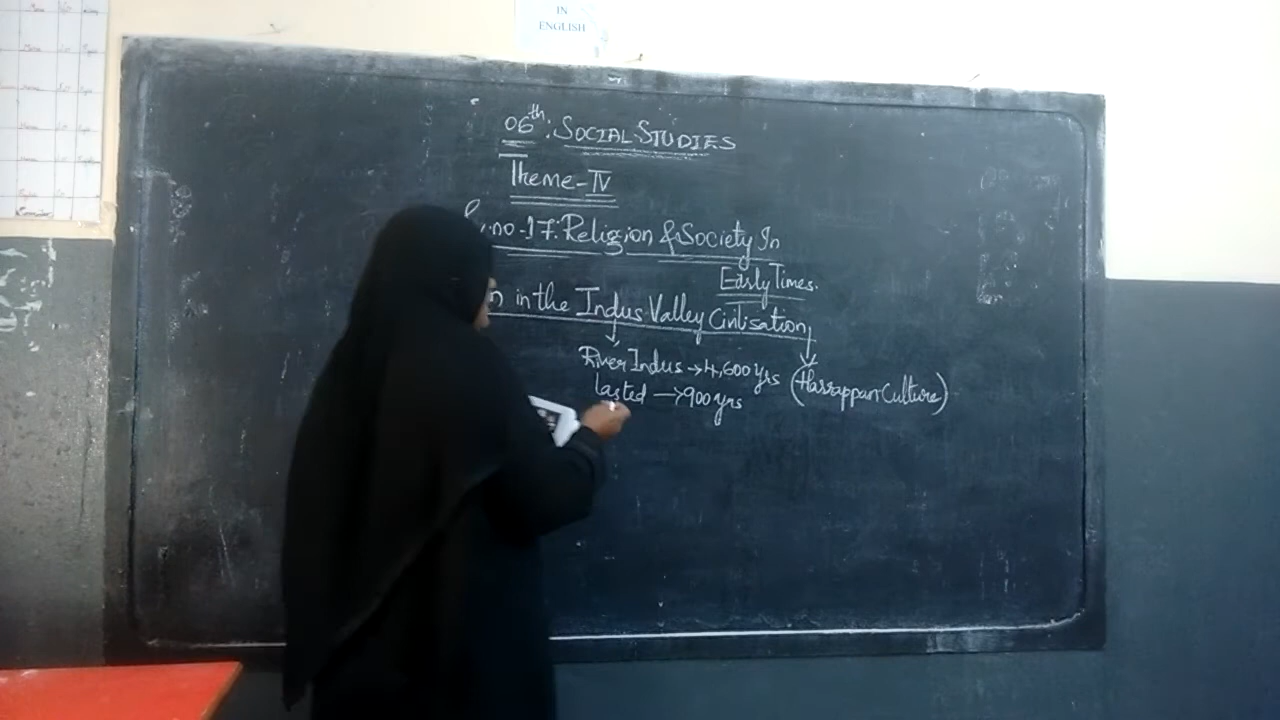 IN
ENGLISH
06th: SOCIAL STUDIES
Theme-IV
no-17: Religion & Society In
Early Times.
in the Indus Valley Civilisation
River Indus → 4,600 yrs (Harrappan Culture)
lasted → 900 yrs